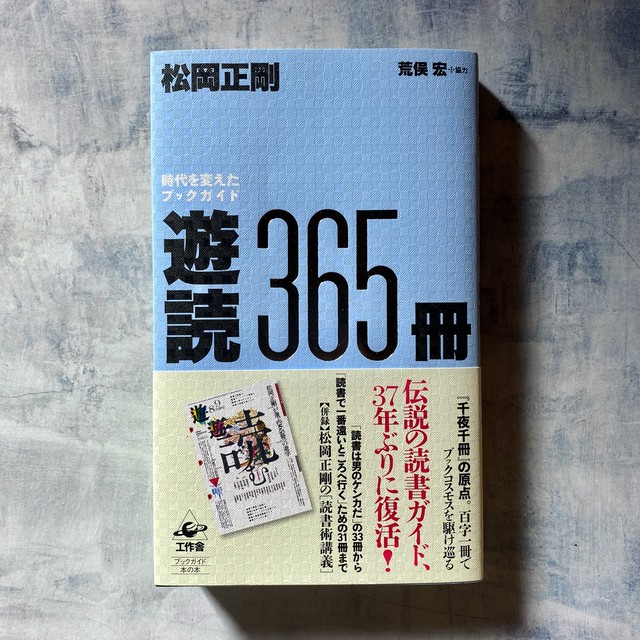 松岡正剛
荒俣 宏+協力
時代を変えた
ブックガイド
遊読365冊
『千夜千冊』の原点。百字一冊で
ブックコスモスを駆け巡る
伝説の読書ガイド、
37年ぶりに復活!
「読書は男のケンカだ」の33冊から
「読書で一番遠いところへ行く」ための31冊まで
【併録】松岡正剛の「読書術講義」
遊
読
工作舎
ブックガイド
本の本